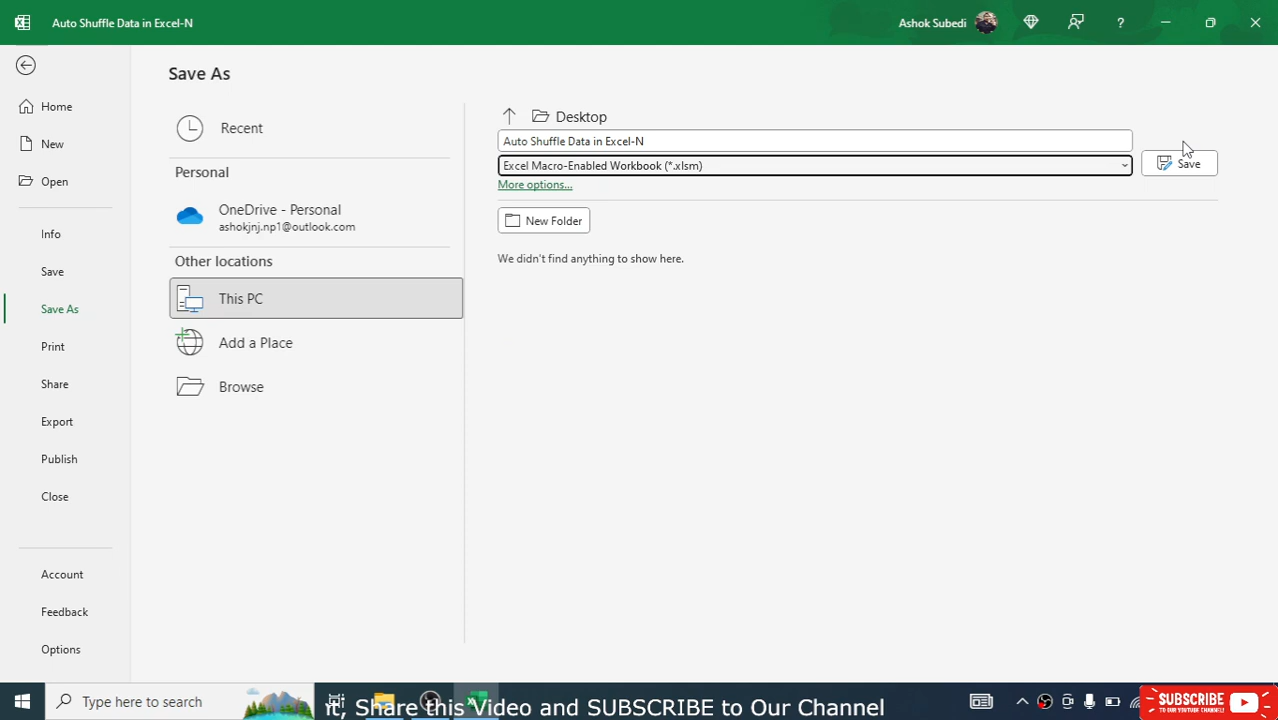 Auto Shuffle Data in Excel-N
Ashok Subedi
?
Home
New
Open
Info
Save
Save As
Print
Share
Export
Publish
Close
Account
Feedback
Options
Save As
Recent
Personal
OneDrive - Personal
ashokjnj.np1@outlook.com
Other locations
This PC
Add a Place
Browse
Desktop
Auto Shuffle Data in Excel-N
Excel Macro-Enabled Workbook (*.xlsm)
Save
More options...
New Folder
We didn't find anything to show here.
Type here to search
it, Share this Video and SUBSCRIBE to Our Channel
SUBSCRIBE
TO OUR YOUTUBE CHANNEL